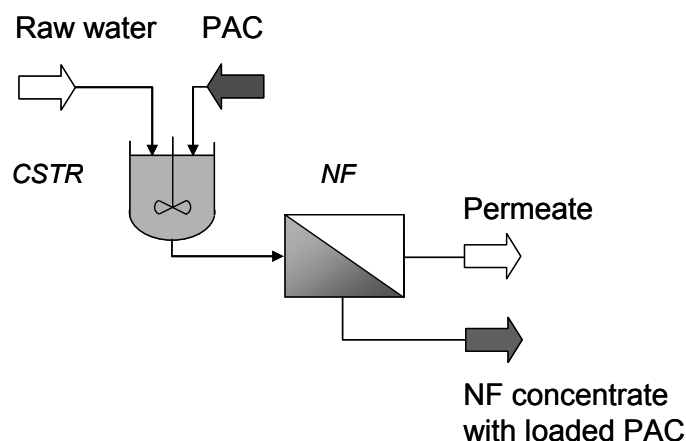 Raw water
PAC
CSTR
NF
Permeate
NF concentrate
with loaded PAC